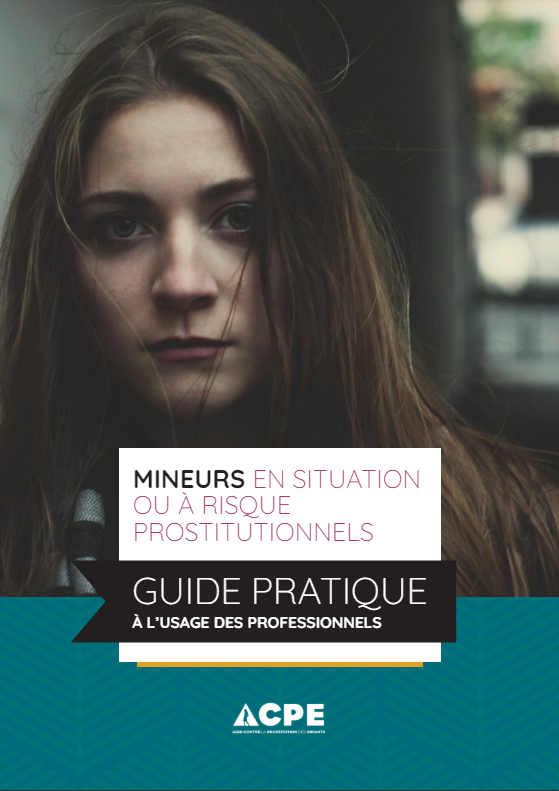 MINEURS EN SITUATION
OU À RISQUE
PROSTITUTIONNELS
GUIDE PRATIQUE
À L'USAGE DES PROFESSIONNELS
ACPE
AGIR CONTRE LA PROSTITUTION DES ENFANTS